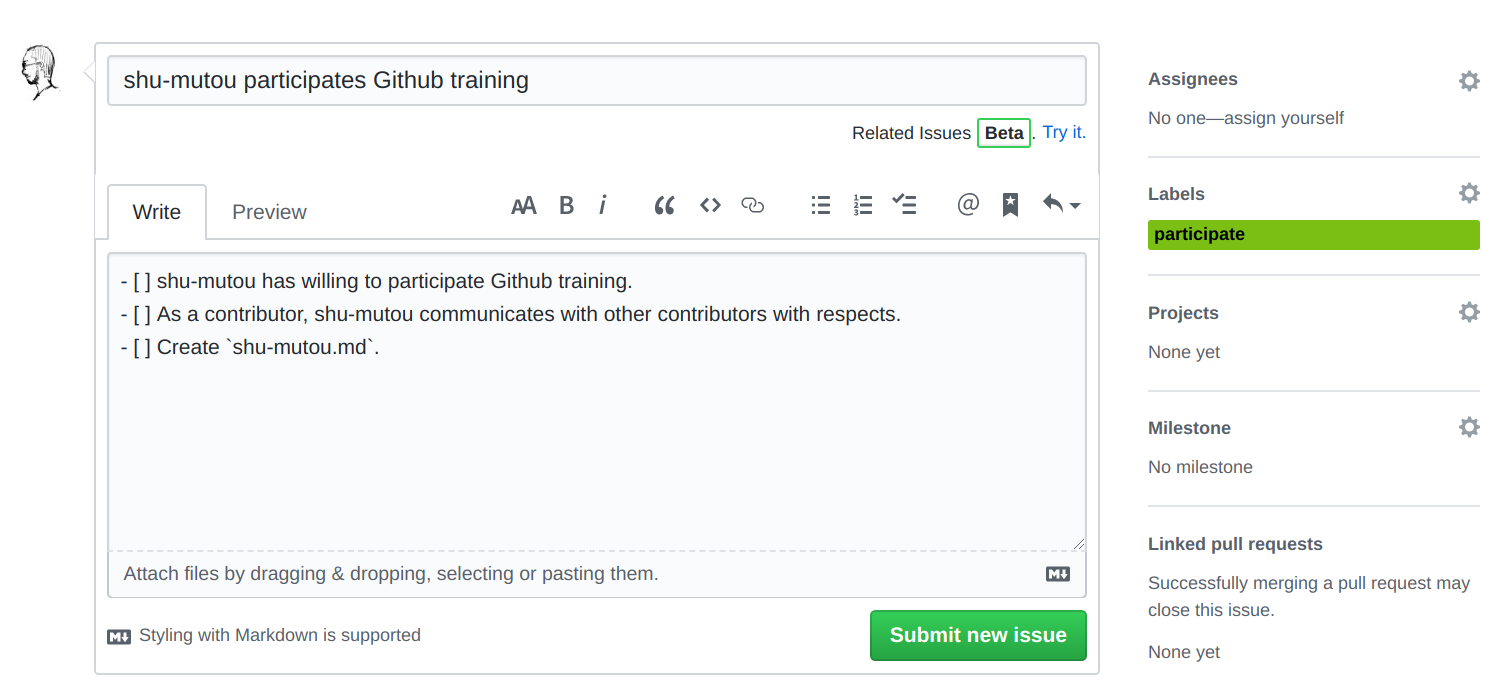 shu-mutou participates Github training
Related Issues Beta . Try it.
Write Preview
- [ ] shu-mutou has willing to participate Github training.
- [ ] As a contributor, shu-mutou communicates with other contributors with respects.
- [ ] Create `shu-mutou.md`.
Attach files by dragging & dropping, selecting or pasting them.
Styling with Markdown is supported
Submit new issue
Assignees
No one—assign yourself
Labels
participate
Projects
None yet
Milestone
No milestone
Linked pull requests
Successfully merging a pull request may
close this issue.
None yet